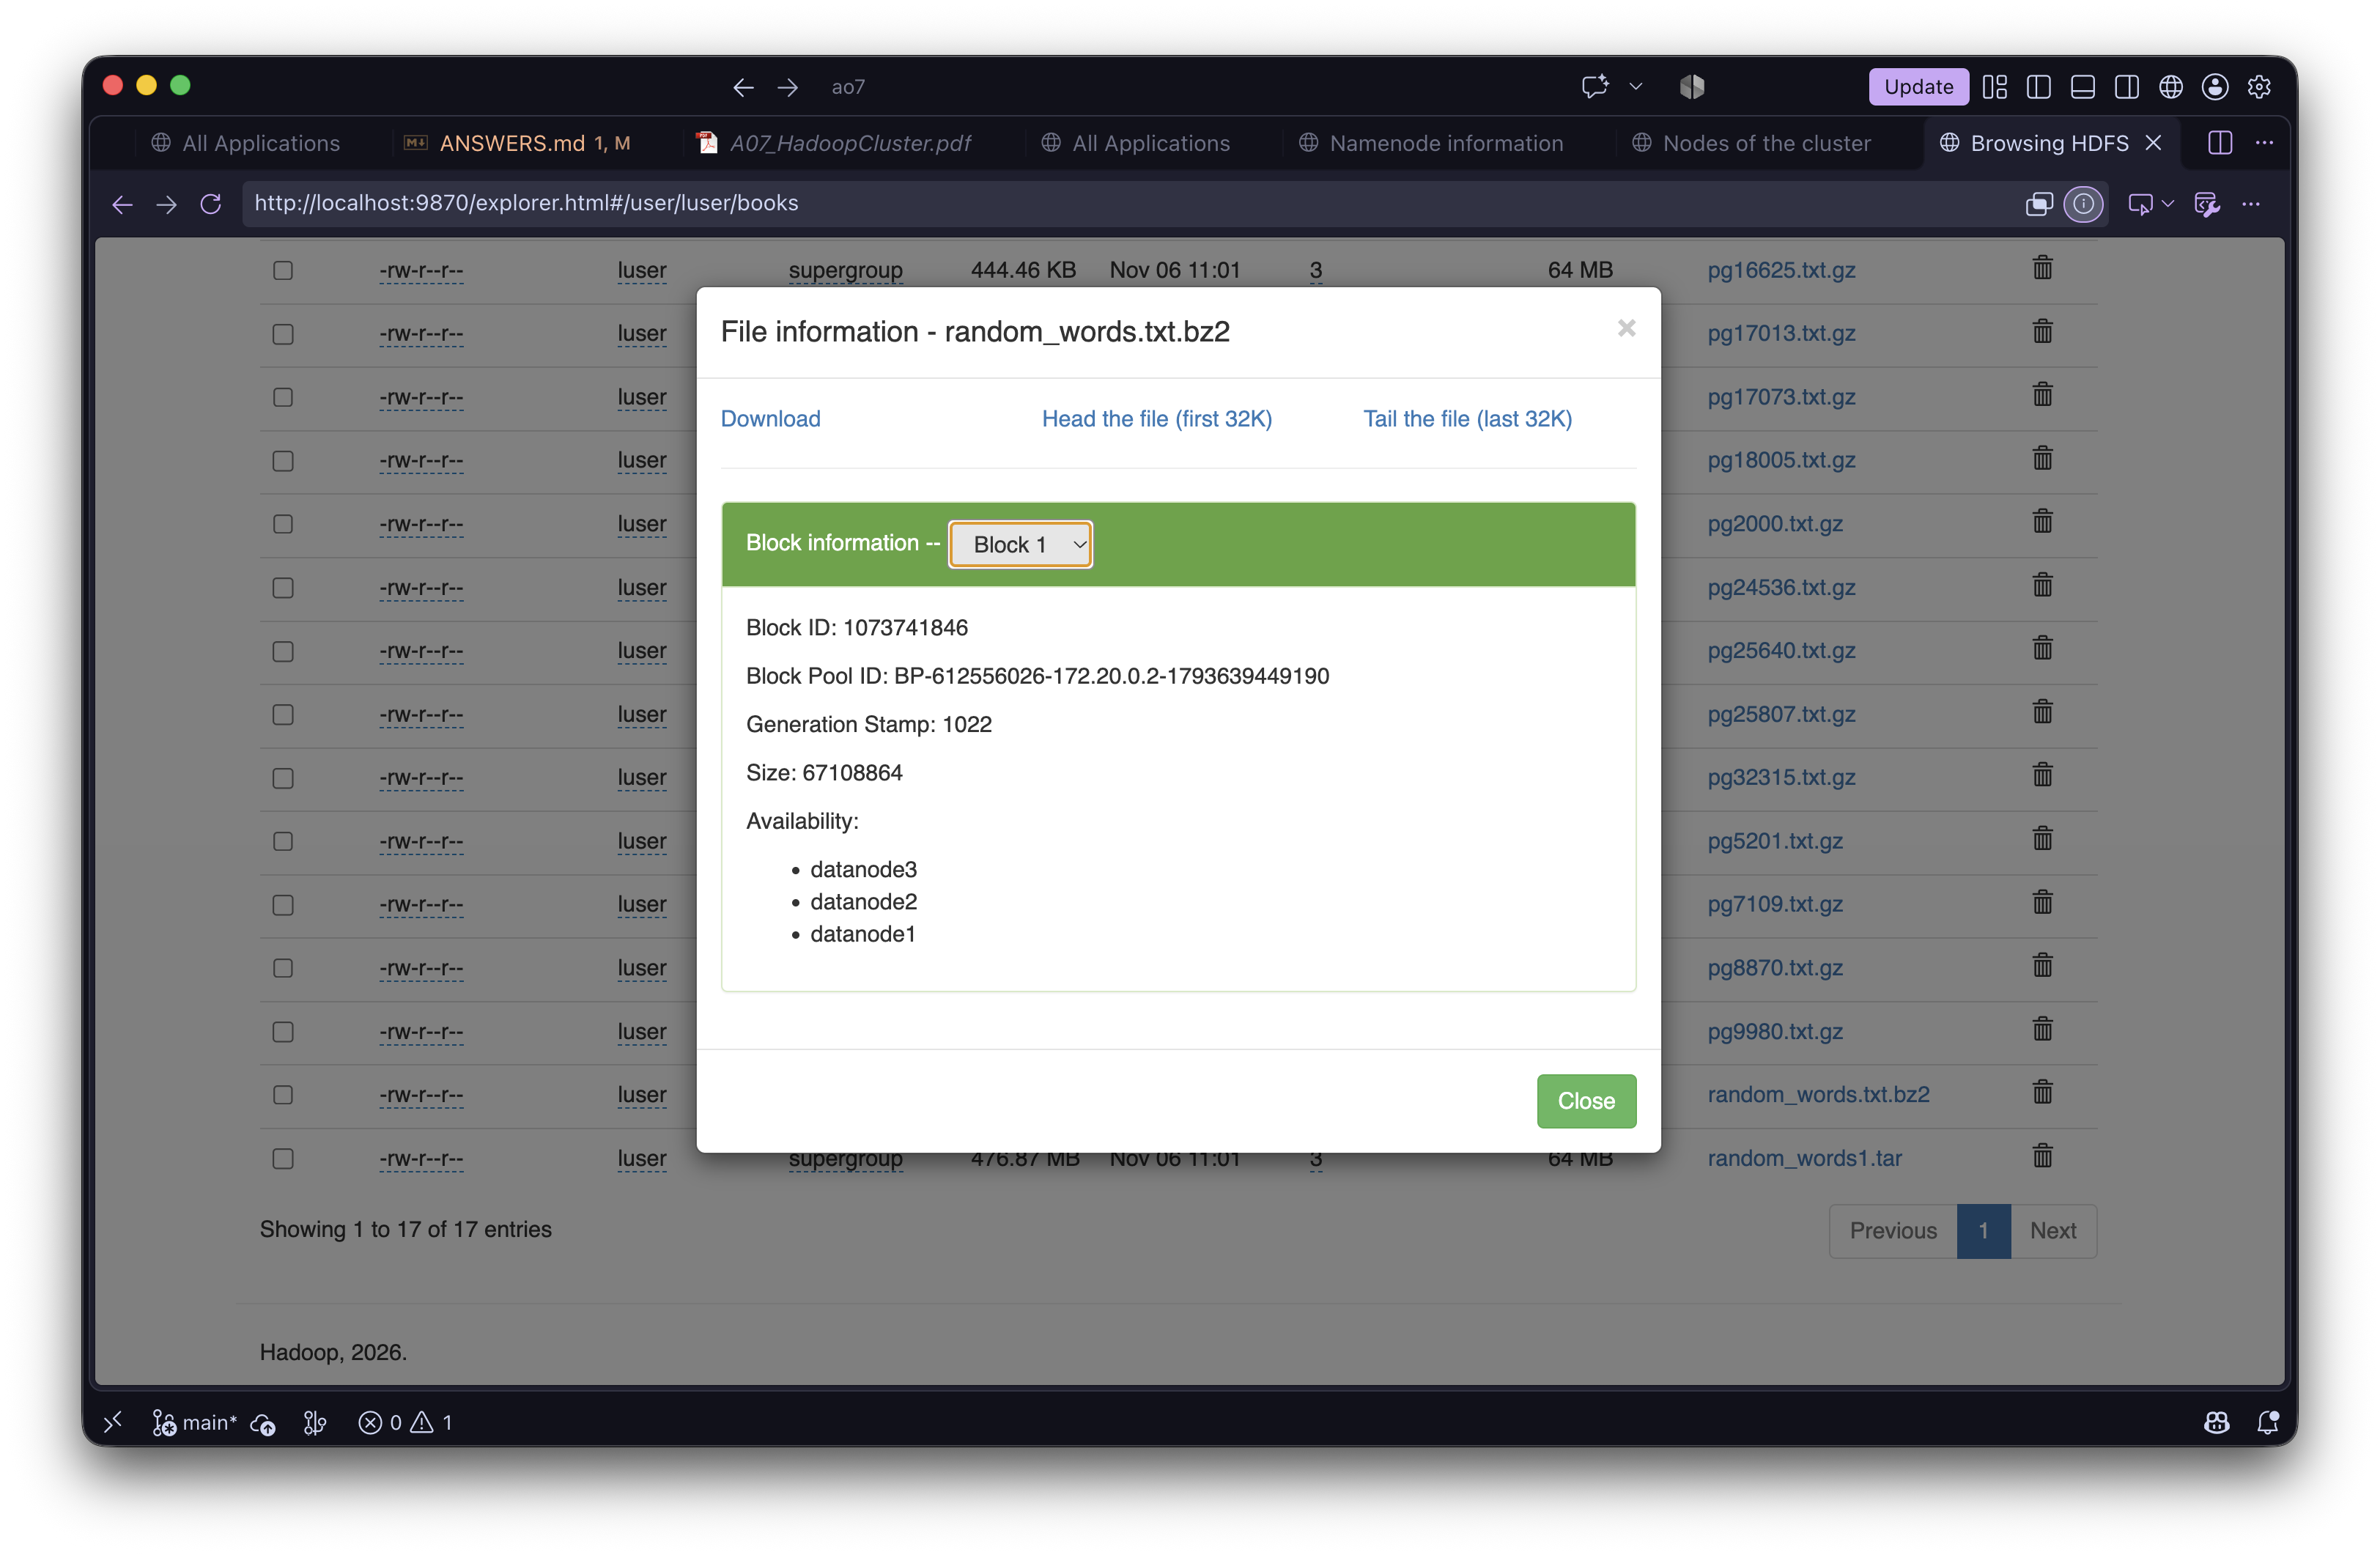 ao7
Update
All Applications
ANSWERS.md 1, M
A07_HadoopCluster.pdf
All Applications
Namenode information
Nodes of the cluster
Browsing HDFS
http://localhost:9870/explorer.html#/user/luser/books
-rw-r--r-- luser supergroup 444.46 KB Nov 06 11:01 3 64 MB pg16625.txt.gz
-rw-r--r-- luser pg17013.txt.gz
-rw-r--r-- luser pg17073.txt.gz
-rw-r--r-- luser pg18005.txt.gz
-rw-r--r-- luser pg2000.txt.gz
-rw-r--r-- luser pg24536.txt.gz
-rw-r--r-- luser pg25640.txt.gz
-rw-r--r-- luser pg25807.txt.gz
-rw-r--r-- luser pg32315.txt.gz
-rw-r--r-- luser pg5201.txt.gz
-rw-r--r-- luser pg7109.txt.gz
-rw-r--r-- luser pg8870.txt.gz
-rw-r--r-- luser pg9980.txt.gz
-rw-r--r-- luser random_words.txt.bz2
-rw-r--r-- luser supergroup 476.87 MB Nov 06 11:01 3 64 MB random_words1.tar
File information - random_words.txt.bz2
×
Download
Head the file (first 32K)
Tail the file (last 32K)
Block information -- Block 1
Block ID: 1073741846
Block Pool ID: BP-612556026-172.20.0.2-1793639449190
Generation Stamp: 1022
Size: 67108864
Availability:
• datanode3
• datanode2
• datanode1
Close
Showing 1 to 17 of 17 entries
Previous 1 Next
Hadoop, 2026.
main* 0 1